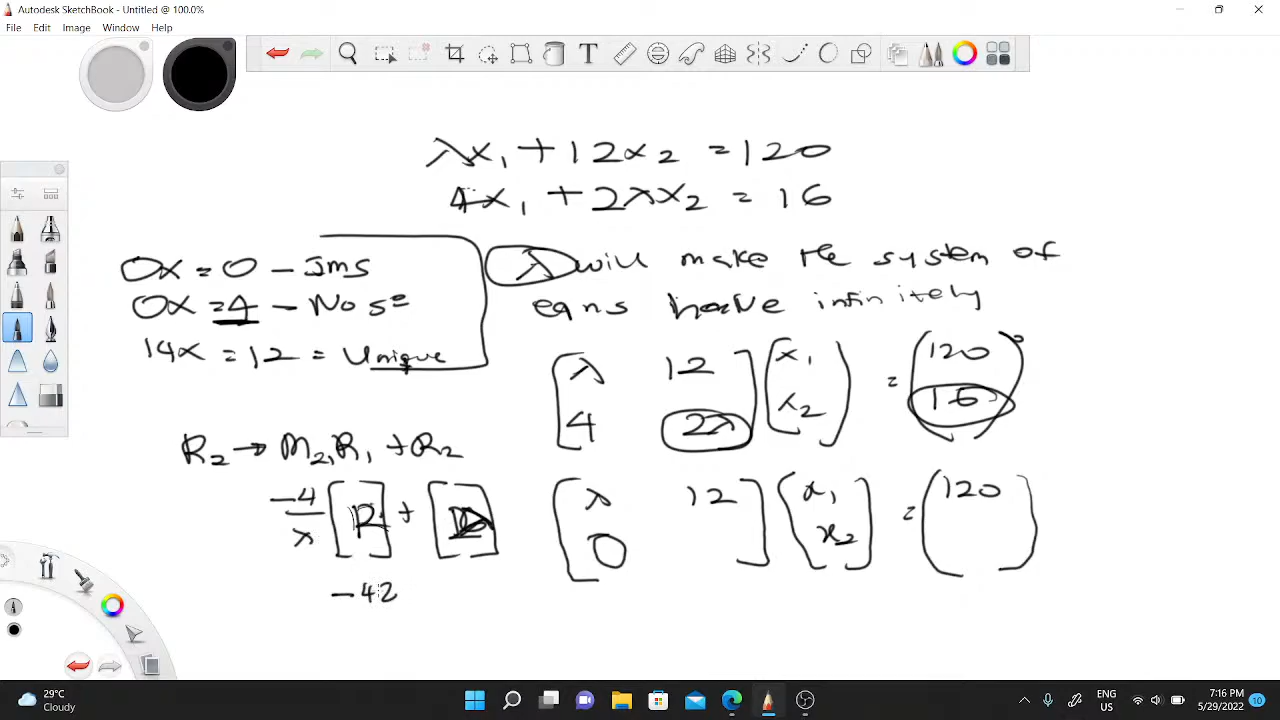 Autodesk SketchBook - Untitled @ 100.0%
File Edit Image Window Help
λx₁ + 12x₂ = 120
4x₁ + 2λx₂ = 16
0x = 0 - Ims
0x = 4 - No sº
14x = 12 = Unique
λ will make the system of
eqns have infinitely
[λ 12
4 2λ] (x₁
x₂) = (120
16)
R₂ → M₂₁R₁ + R₂
-4/λ [ ] + [ ]
[λ 12
0 ] (x₁
x₂) = (120
)
-42
29°C
Cloudy
ENG
US
7:16 PM
5/29/2022
10